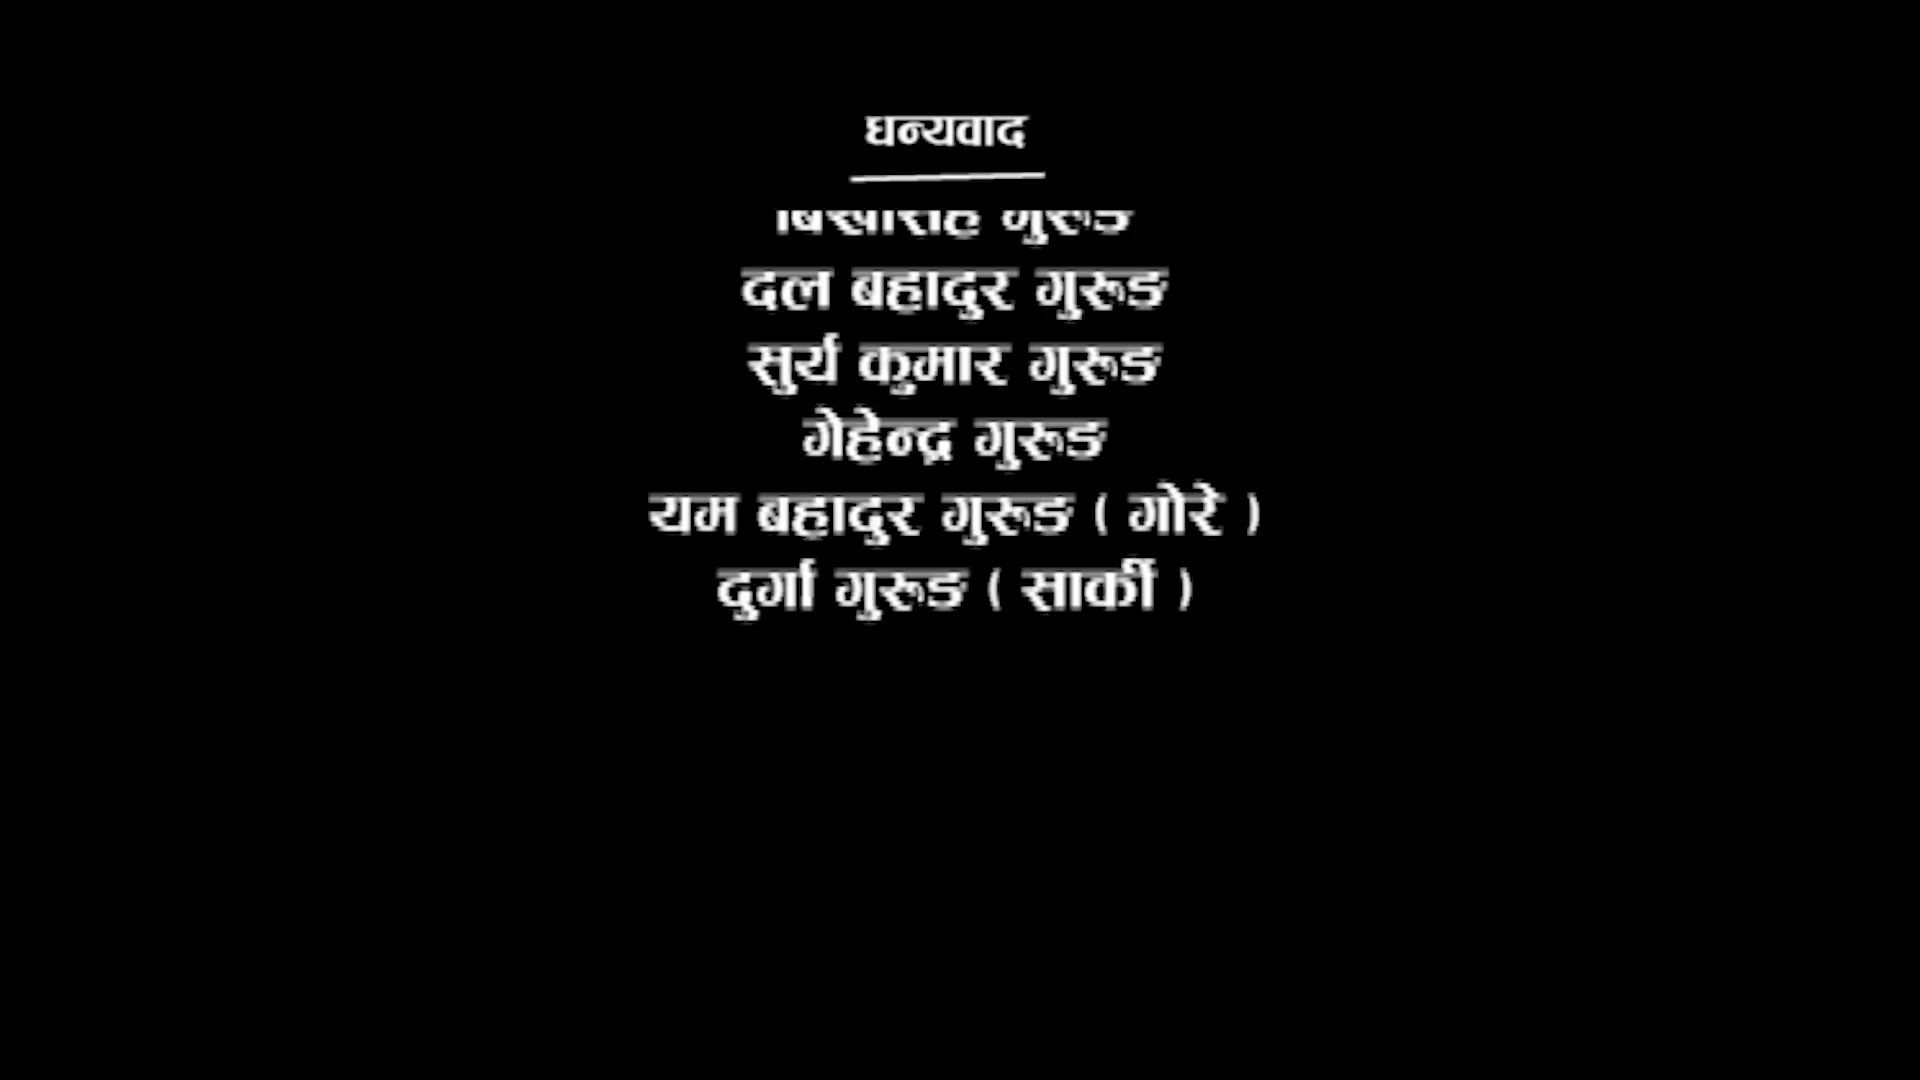 धन्यवाद
गुरुङ
दल बहादुर गुरुङ
सुर्य कुमार गुरुङ
गेहेन्द्र गुरुङ
यम बहादुर गुरुङ ( गोरे )
दुर्गा गुरुङ ( सार्की )